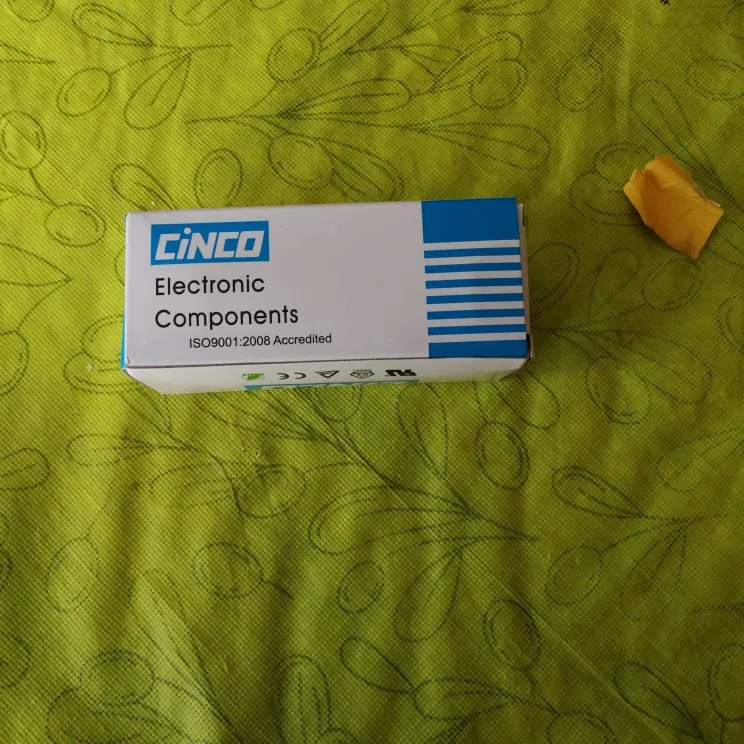 CiNCO
Electronic
Components
ISO9001:2008 Accredited